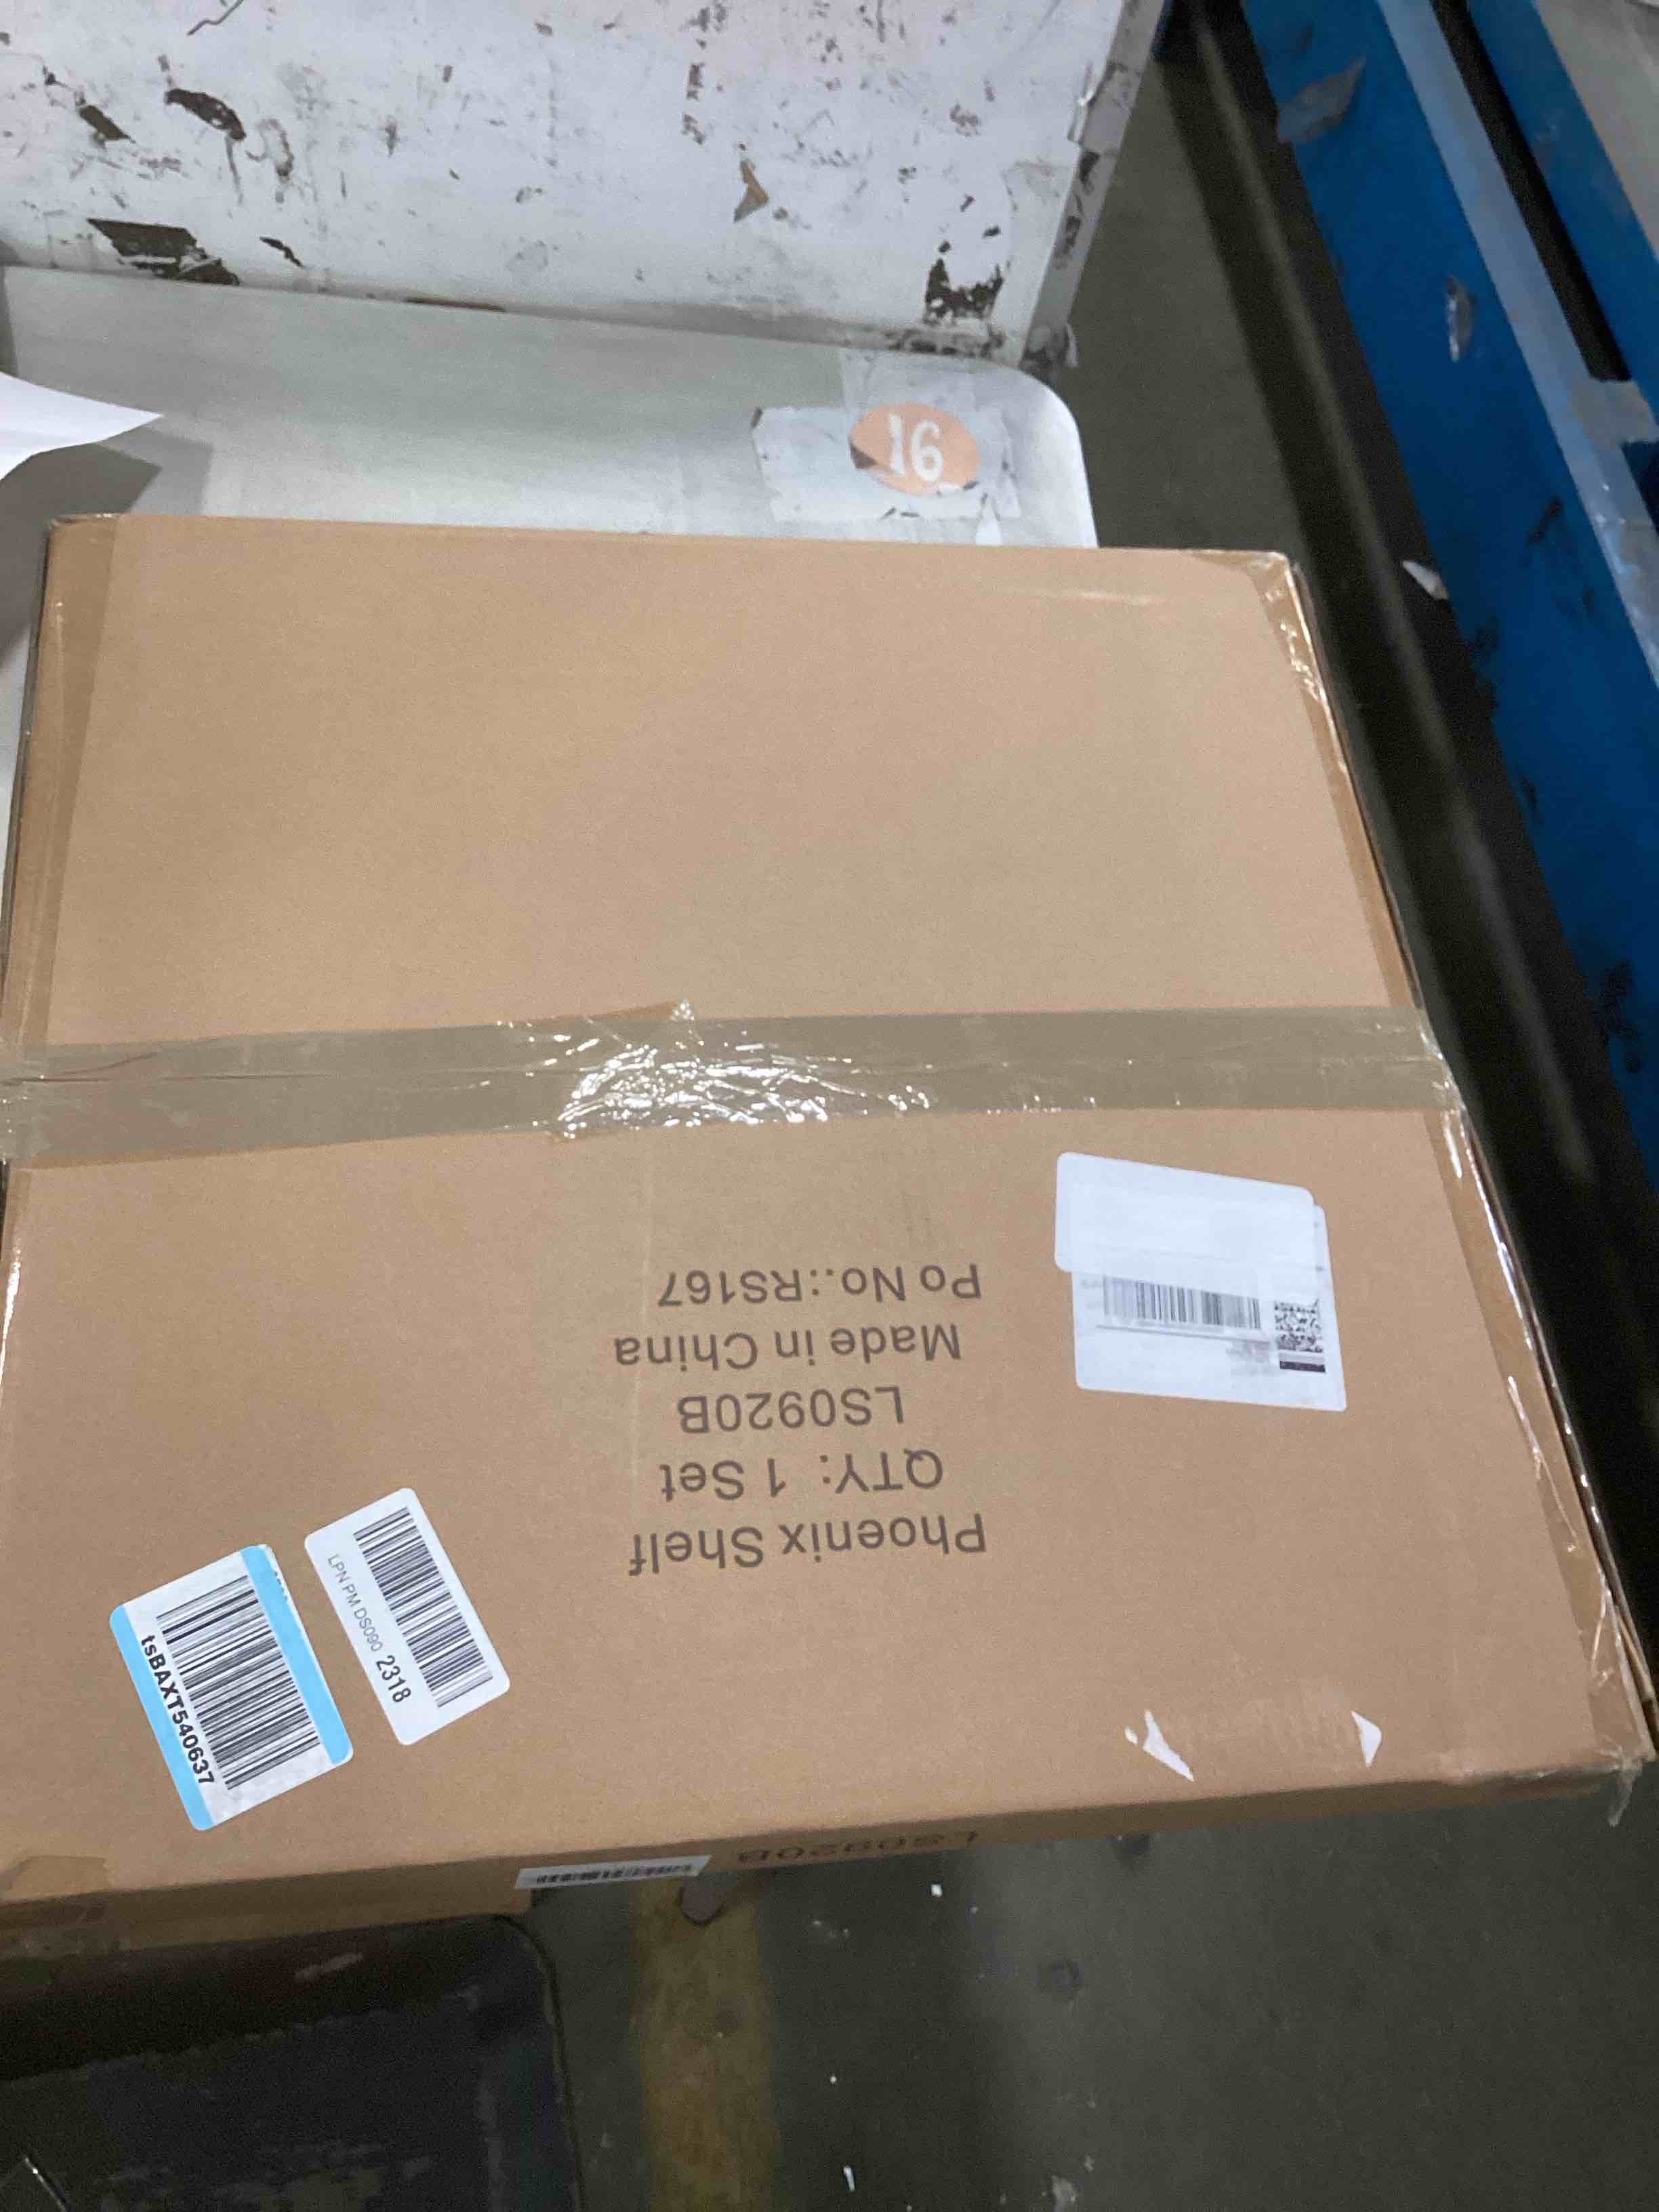 16
Phoenix Shelf
QTY: 1 Set
LS0920B
Made in China
Po No.:RS167
LPN PM DS090 2318
tsBAXT540637
LS0920B